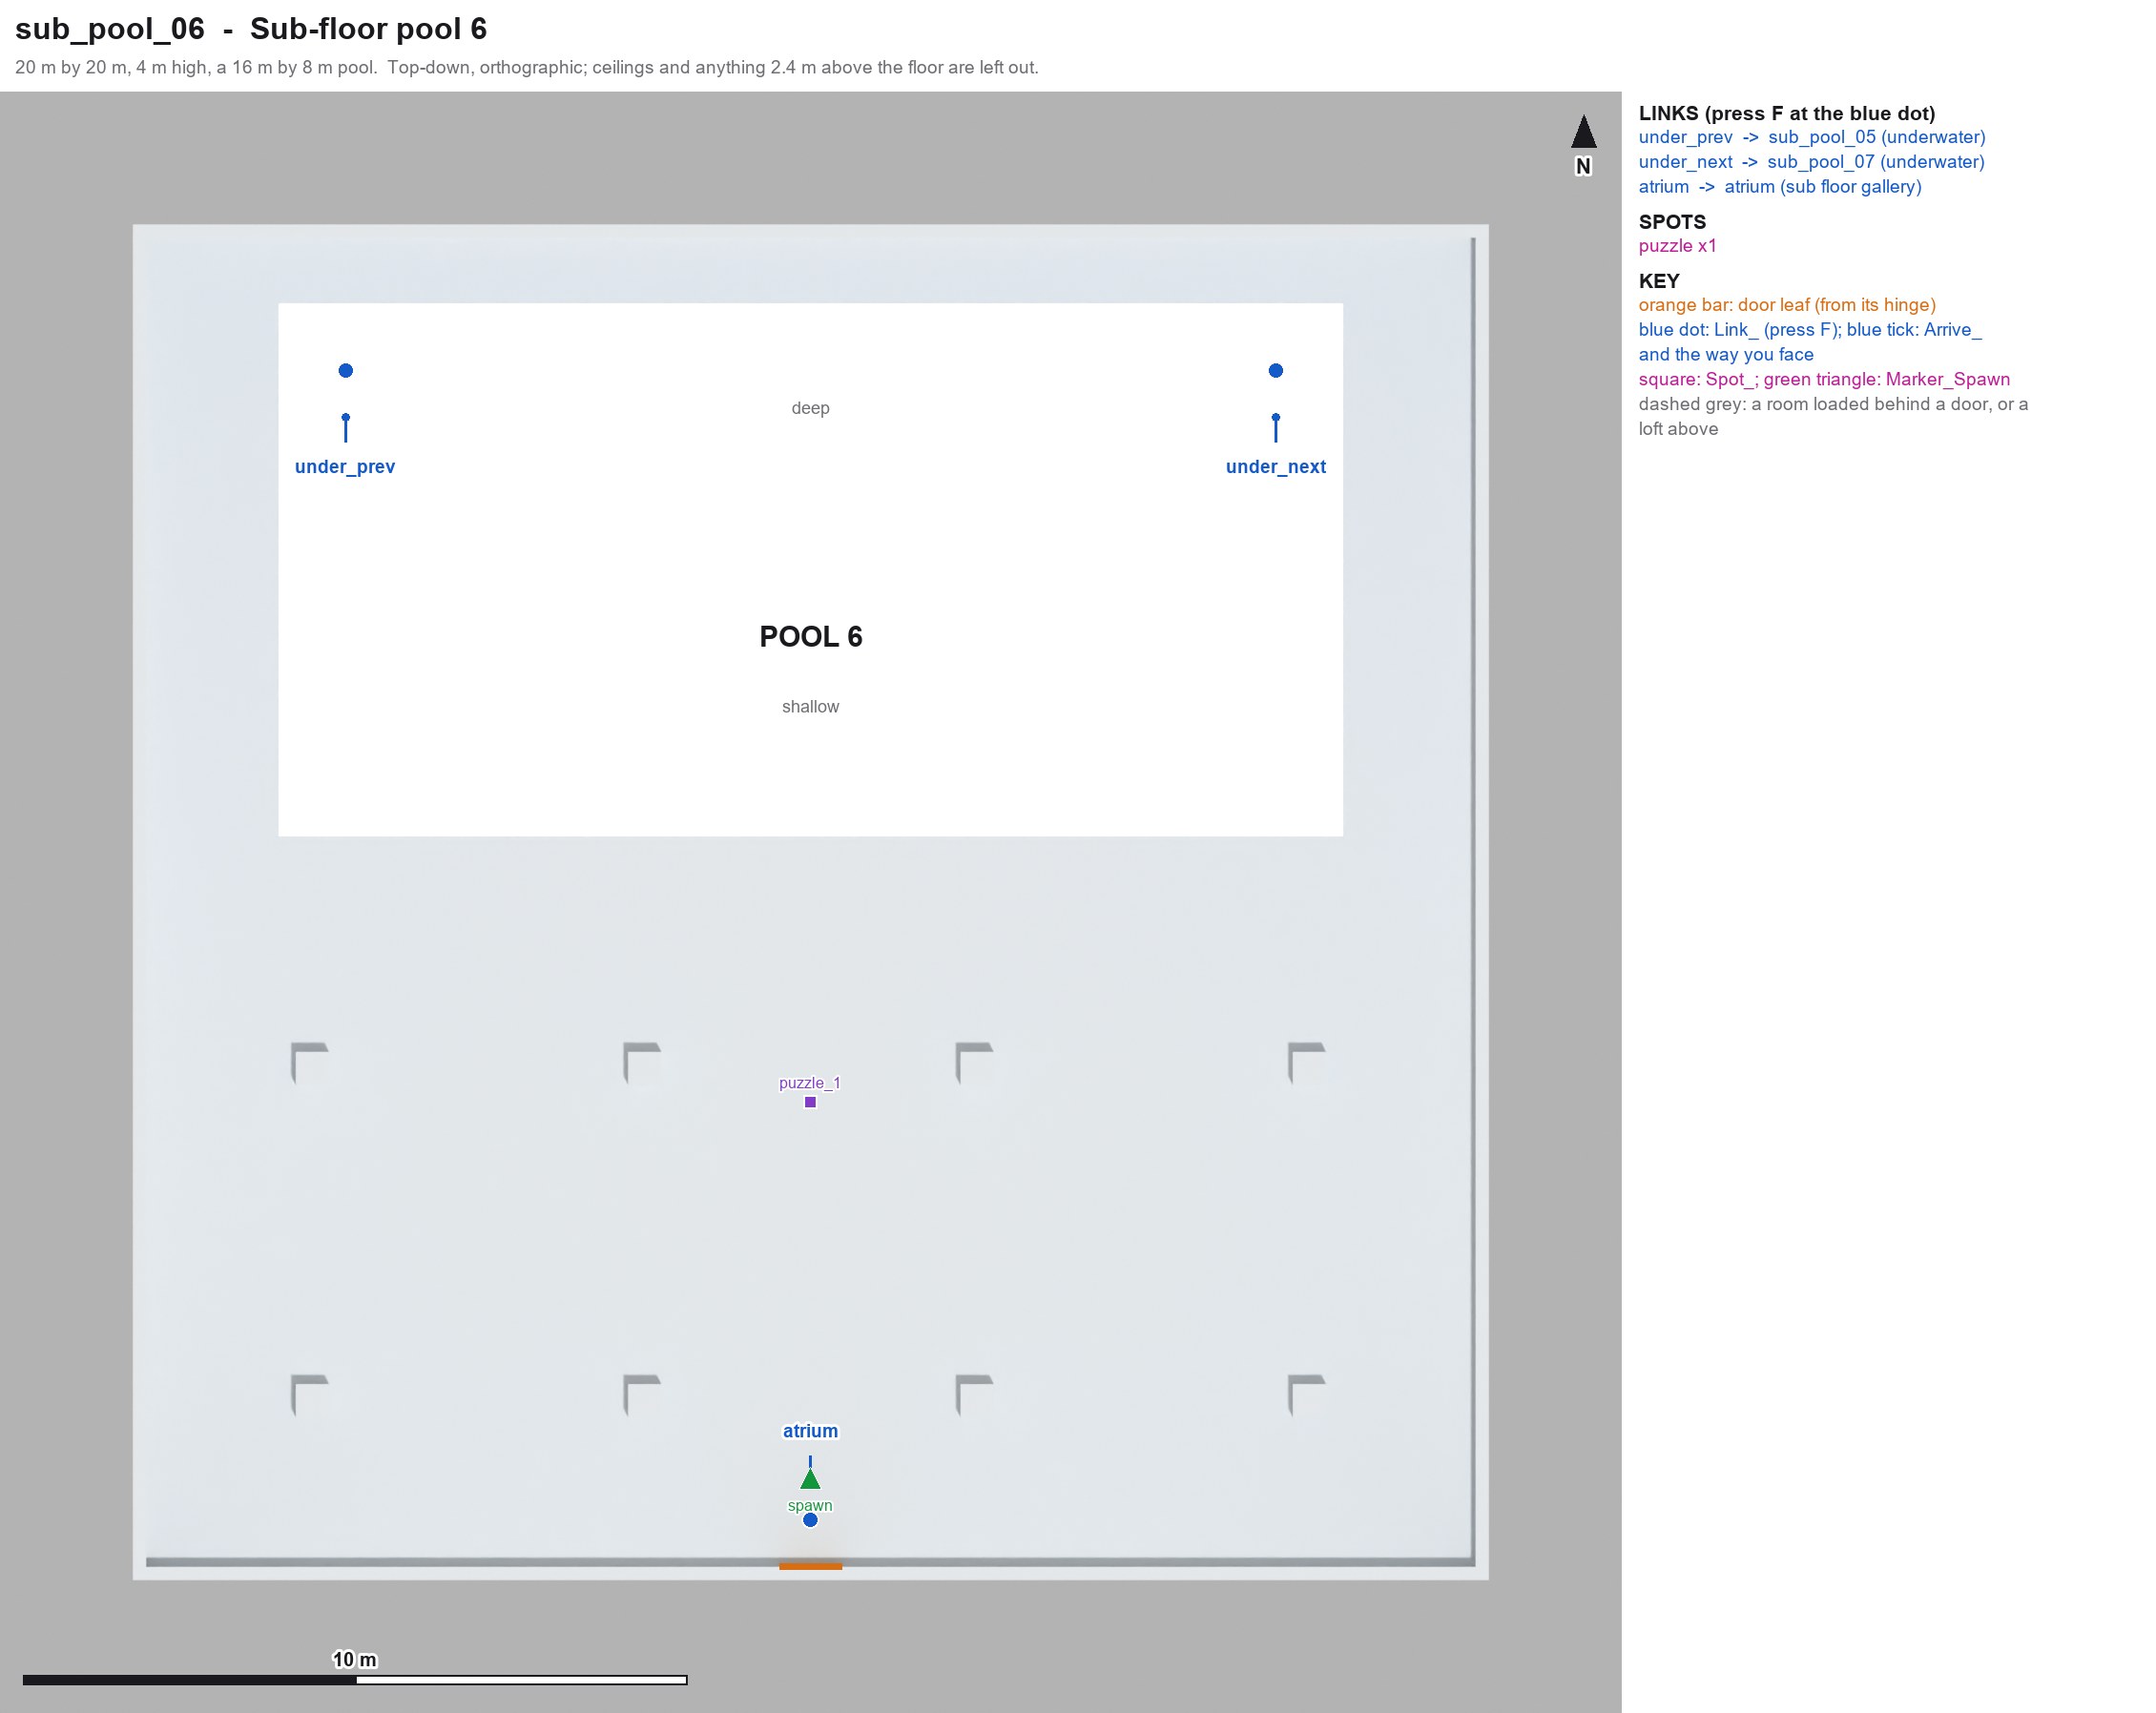 sub_pool_06  -  Sub-floor pool 6
20 m by 20 m, 4 m high, a 16 m by 8 m pool.  Top-down, orthographic; ceilings and anything 2.4 m above the floor are left out.
N
LINKS (press F at the blue dot)
under_prev  ->  sub_pool_05 (underwater)
under_next  ->  sub_pool_07 (underwater)
atrium  ->  atrium (sub floor gallery)
SPOTS
puzzle x1
KEY
orange bar: door leaf (from its hinge)
blue dot: Link_ (press F); blue tick: Arrive_
and the way you face
square: Spot_; green triangle: Marker_Spawn
dashed grey: a room loaded behind a door, or a
loft above
deep
under_prev
under_next
POOL 6
shallow
puzzle_1
atrium
spawn
10 m